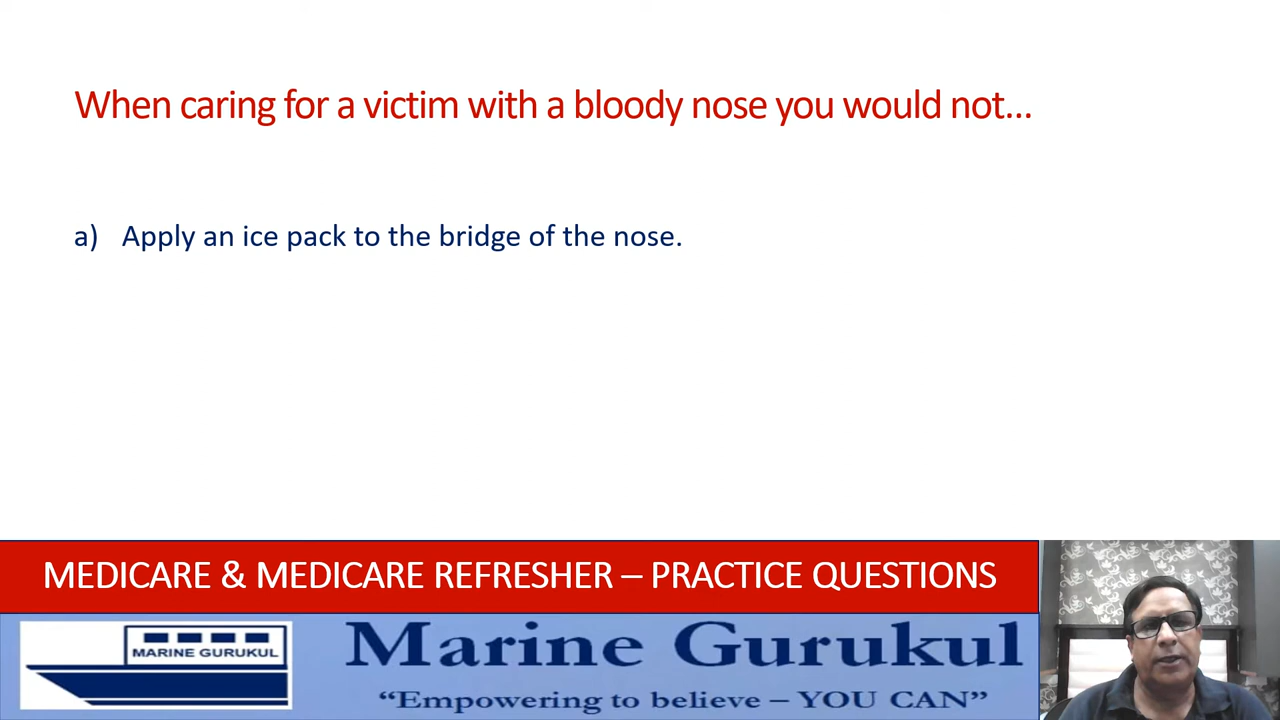 When caring for a victim with a bloody nose you would not...
a) Apply an ice pack to the bridge of the nose.
MEDICARE & MEDICARE REFRESHER – PRACTICE QUESTIONS
MARINE GURUKUL
Marine Gurukul
“Empowering to believe – YOU CAN”